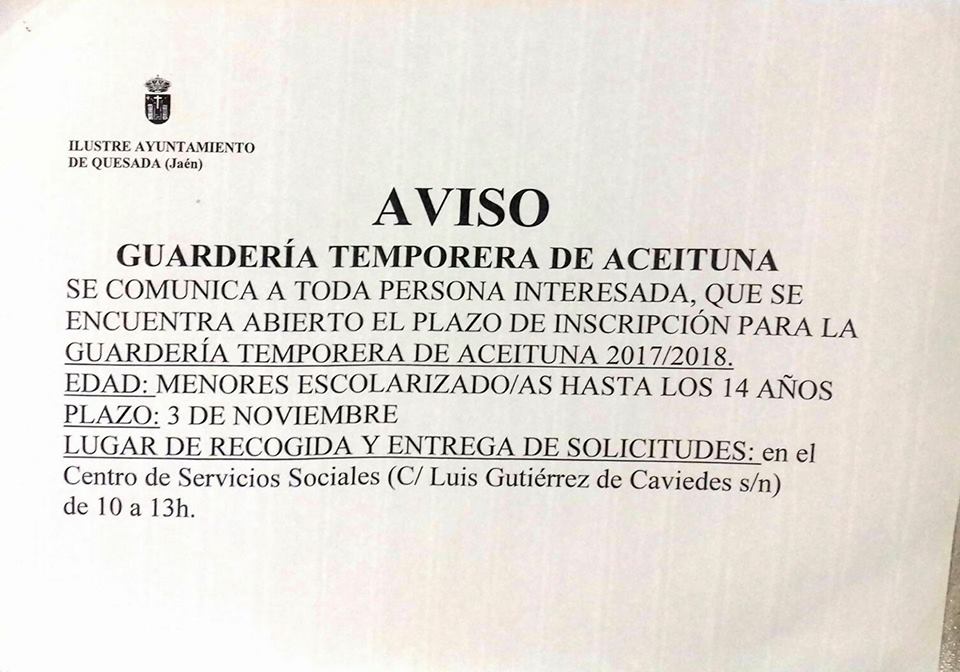 ILUSTRE AYUNTAMIENTO
DE QUESADA (Jaén)
AVISO
GUARDERÍA TEMPORERA DE ACEITUNA
SE COMUNICA A TODA PERSONA INTERESADA, QUE SE
ENCUENTRA ABIERTO EL PLAZO DE INSCRIPCIÓN PARA LA
GUARDERÍA TEMPORERA DE ACEITUNA 2017/2018.
EDAD: MENORES ESCOLARIZADO/AS HASTA LOS 14 AÑOS
PLAZO: 3 DE NOVIEMBRE
LUGAR DE RECOGIDA Y ENTREGA DE SOLICITUDES: en el
Centro de Servicios Sociales (C/ Luis Gutiérrez de Caviedes s/n)
de 10 a 13h.